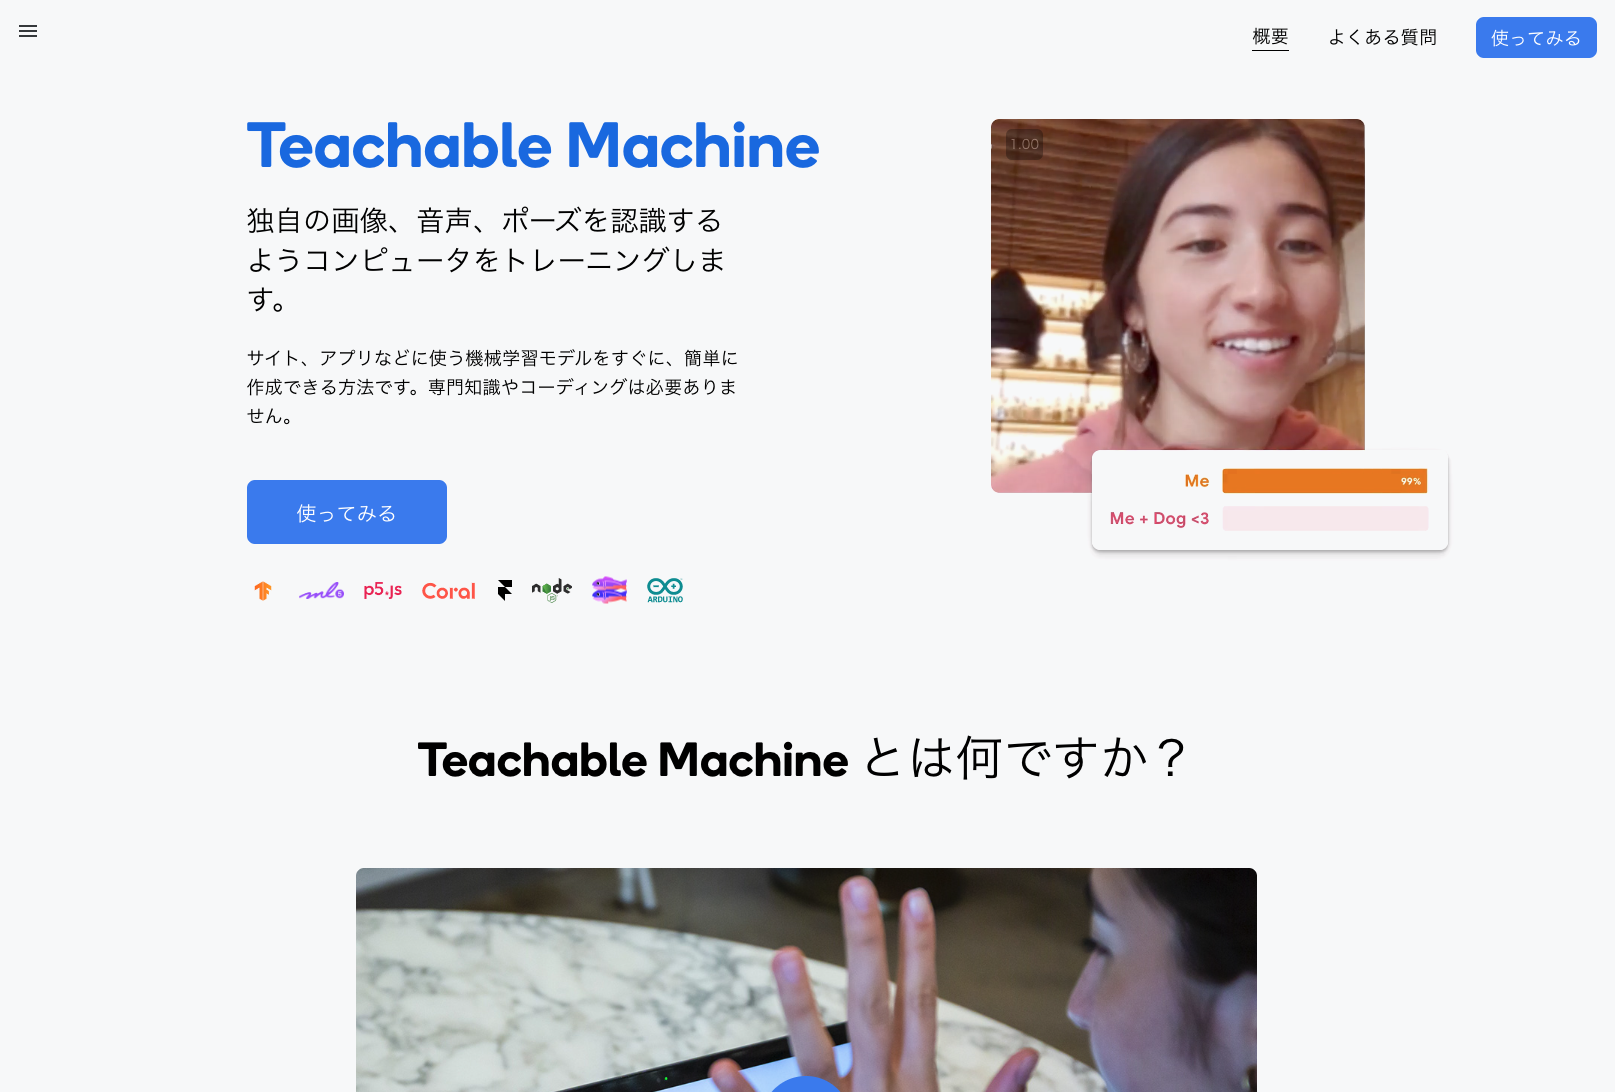 概要
よくある質問
使ってみる
Teachable Machine
1.00
独自の画像、音声、ポーズを認識する
ようコンピュータをトレーニングしま
す。
サイト、アプリなどに使う機械学習モデルをすぐに、簡単に
作成できる方法です。専門知識やコーディングは必要ありま
せん。
Me
99%
Me + Dog <3
使ってみる
ml5
p5.js
Coral
node
JS
ARDUINO
Teachable Machine とは何ですか？